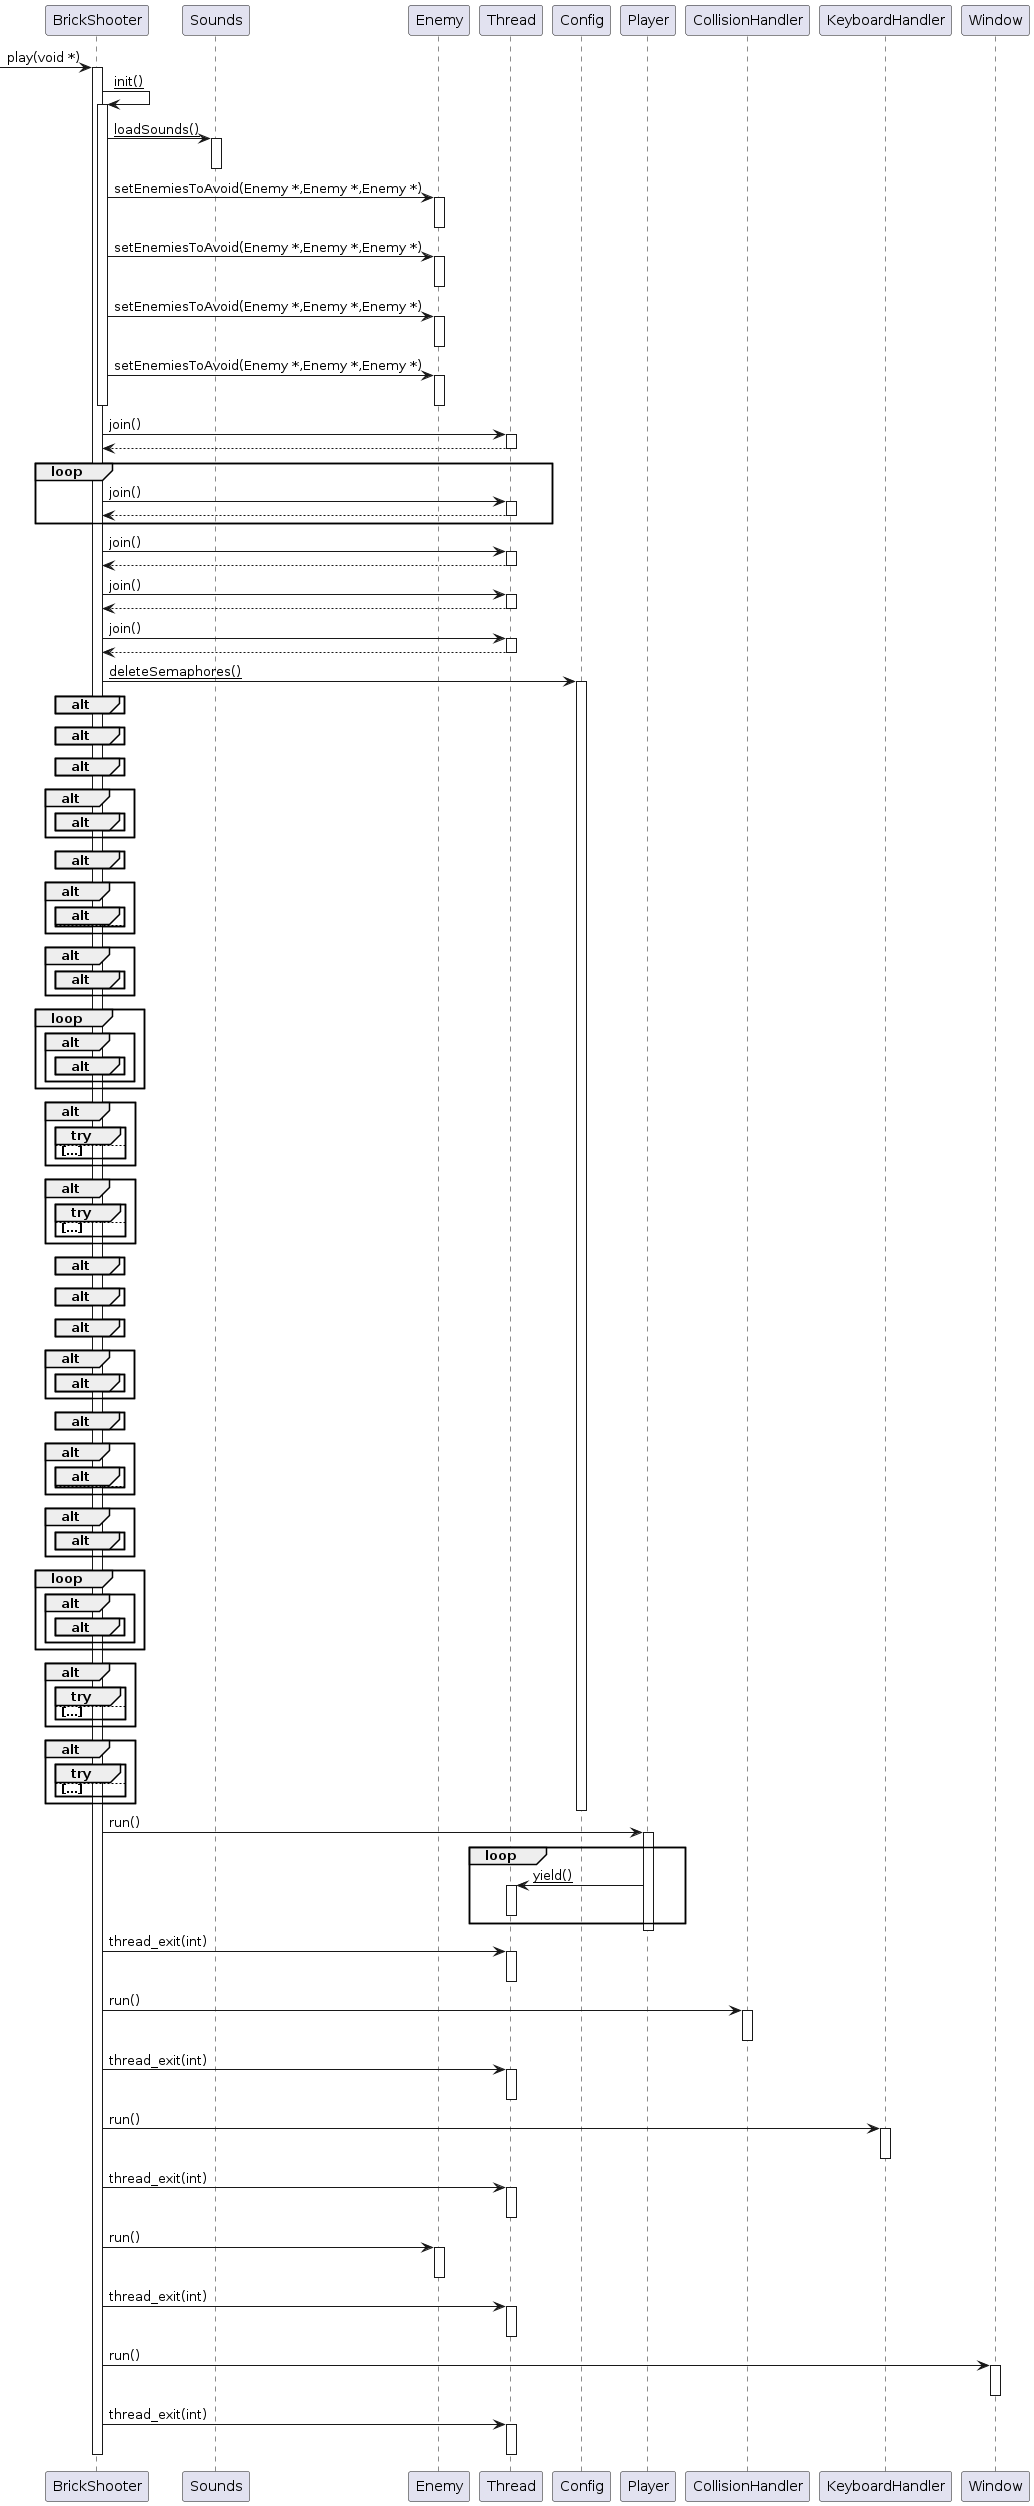 BrickShooter Sounds Enemy Thread Config Player CollisionHandler KeyboardHandler Window
play(void *)
init()
loadSounds()
setEnemiesToAvoid(Enemy *,Enemy *,Enemy *)
setEnemiesToAvoid(Enemy *,Enemy *,Enemy *)
setEnemiesToAvoid(Enemy *,Enemy *,Enemy *)
setEnemiesToAvoid(Enemy *,Enemy *,Enemy *)
join()
loop
join()
join()
join()
join()
deleteSemaphores()
alt
alt
alt
alt
alt
alt
alt
alt
alt
alt
loop
alt
alt
alt
try
[...]
alt
try
[...]
alt
alt
alt
alt
alt
alt
alt
alt
alt
alt
loop
alt
alt
alt
try
[...]
alt
try
[...]
run()
loop
yield()
thread_exit(int)
run()
thread_exit(int)
run()
thread_exit(int)
run()
thread_exit(int)
run()
thread_exit(int)
BrickShooter Sounds Enemy Thread Config Player CollisionHandler KeyboardHandler Window